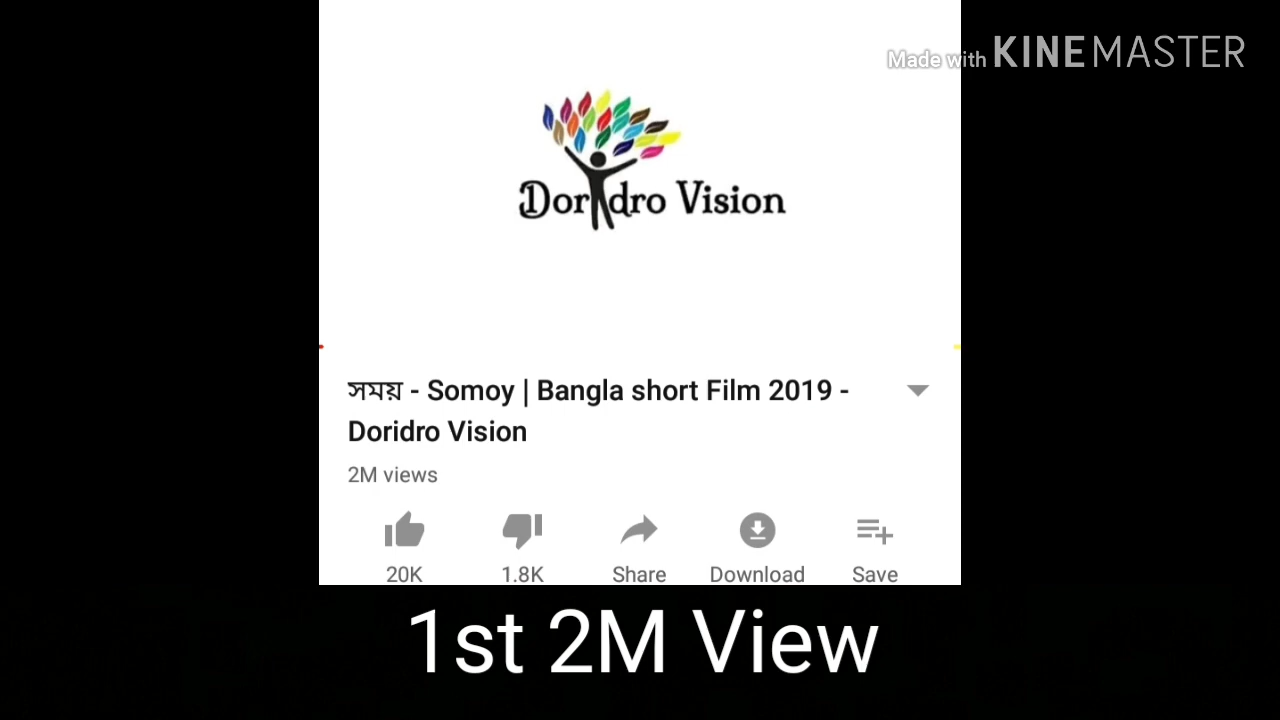 Made with KINEMASTER
Doridro Vision
সময় - Somoy | Bangla short Film 2019 -
Doridro Vision
2M views
20K 1.8K Share Download Save
1st 2M View